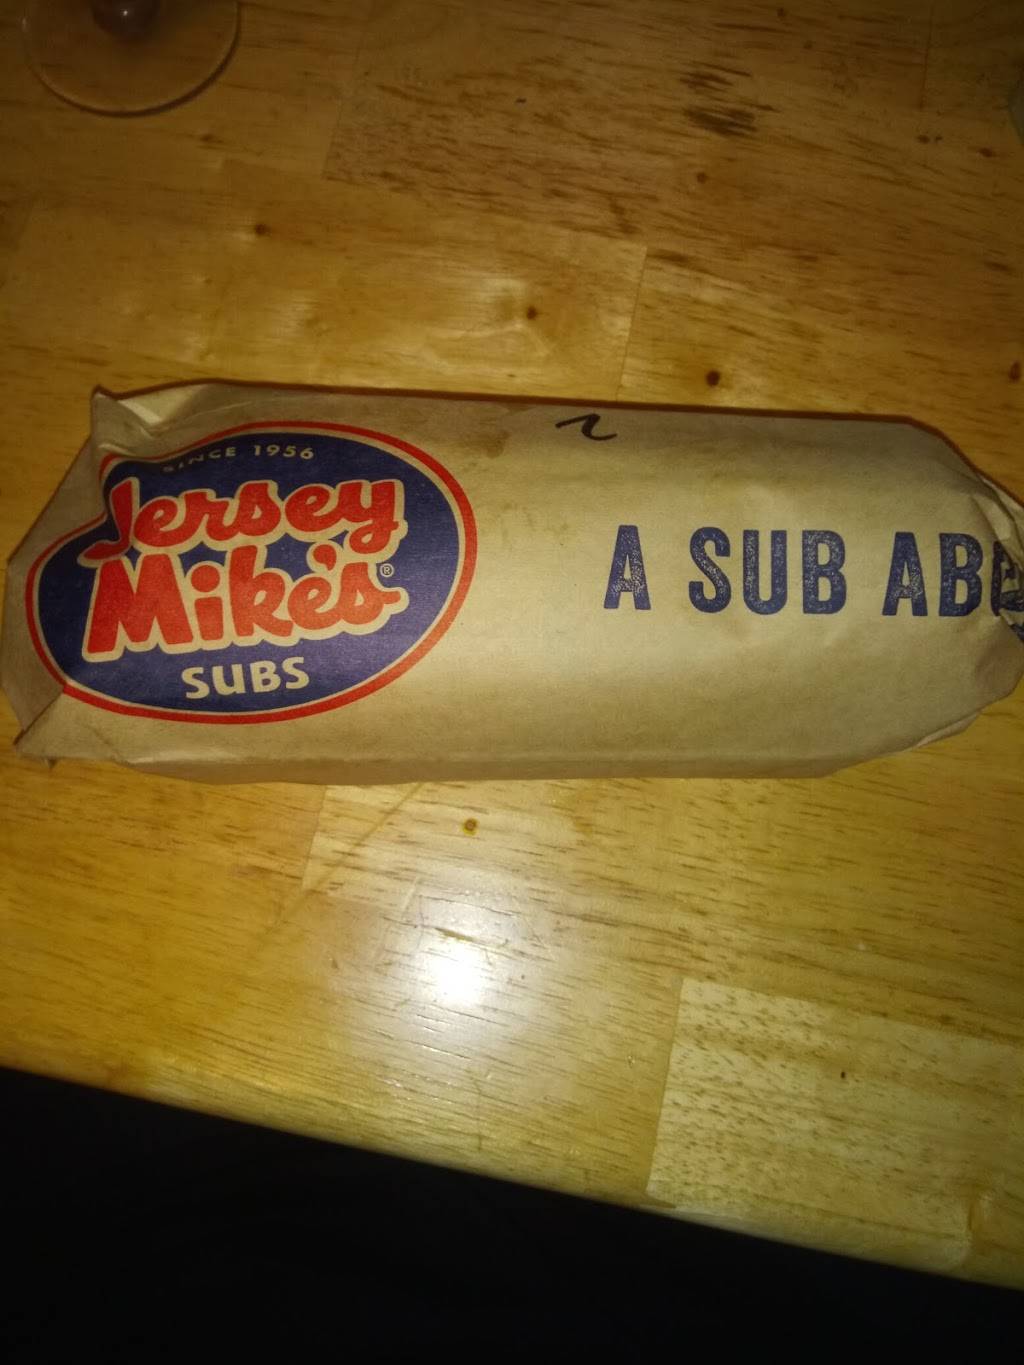 SINCE 1956
Jersey
Mike's®
SUBS
A SUB AB